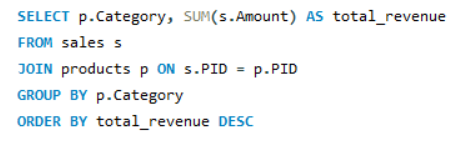 SELECT p.Category, SUM(s.Amount) AS total_revenue
FROM sales s
JOIN products p ON s.PID = p.PID
GROUP BY p.Category
ORDER BY total_revenue DESC